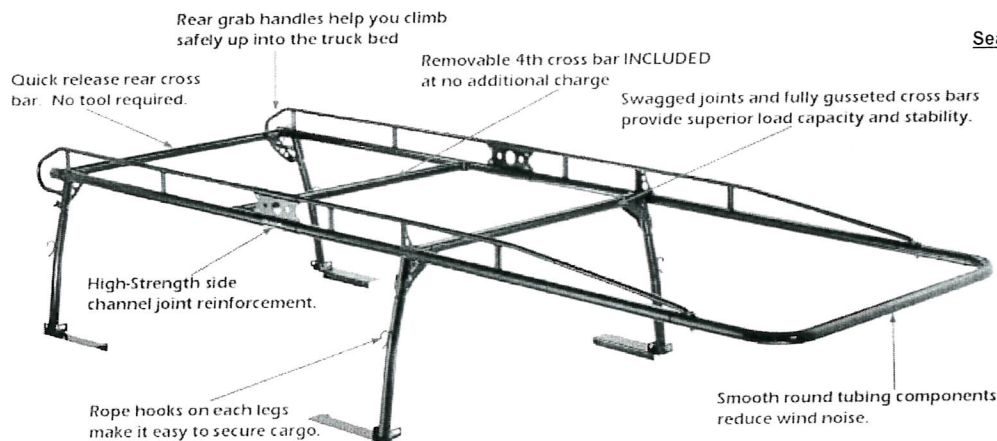 Rear grab handles help you climb
safely up into the truck bed
Quick release rear cross
bar. No tool required.
Removable 4th cross bar INCLUDED
at no additional charge
Swagged joints and fully gusseted cross bars
provide superior load capacity and stability.
High-Strength side
channel joint reinforcement.
Rope hooks on each legs
make it easy to secure cargo.
Smooth round tubing components
reduce wind noise.